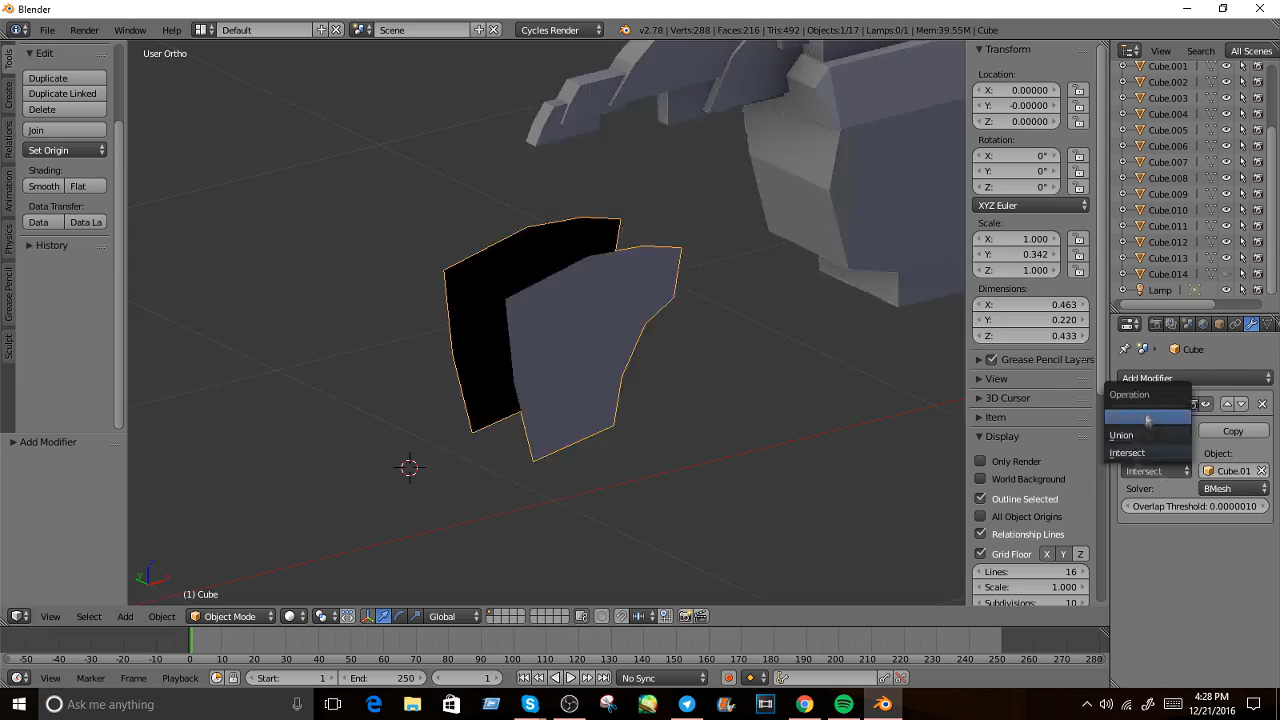 Blender
File Render Window Help Default Scene Cycles Render v2.78 | Verts:288 | Faces:216 | Tris:492 | Objects:1/17 | Lamps:0/1 | Mem:39.55M | Cube
Tools
Create
Relations
Animation
Physics
Grease Pencil
Sculpt
Edit
Duplicate
Duplicate Linked
Delete
Join
Set Origin
Shading:
Smooth Flat
Data Transfer:
Data Data La
History
Add Modifier
User Ortho
(1) Cube
Transform
Location:
X: 0.00000
Y: -0.00000
Z: 0.00000
Rotation:
X: 0°
Y: 0°
Z: 0°
XYZ Euler
Scale:
X: 1.000
Y: 0.342
Z: 1.000
Dimensions:
X: 0.463
Y: 0.220
Z: 0.433
Grease Pencil Layers
View
3D Cursor
Item
Display
Only Render
World Background
Outline Selected
All Object Origins
Relationship Lines
Grid Floor X Y Z
Lines: 16
Scale: 1.000
Subdivisions: 10
View Search All Scenes
Cube.001
Cube.002
Cube.003
Cube.004
Cube.005
Cube.006
Cube.007
Cube.008
Cube.009
Cube.010
Cube.011
Cube.012
Cube.013
Cube.014
Lamp
Cube
Add Modifier
Operation
Union
Intersect
Copy
Object:
Intersect Cube.01
Solver: BMesh
Overlap Threshold: 0.0000010
View Select Add Object Object Mode Global
-50 -40 -30 -20 -10 0 10 20 30 40 50 60 70 80 90 100 110 120 130 140 150 160 170 180 190 200 210 220 230 240 250 260 270 280
View Marker Frame Playback Start: 1 End: 250 1 No Sync
Ask me anything
4:28 PM
12/21/2016